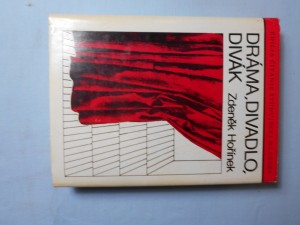 DRÁMA, DIVADLO,
DIVÁK
Zdeněk Hořínek